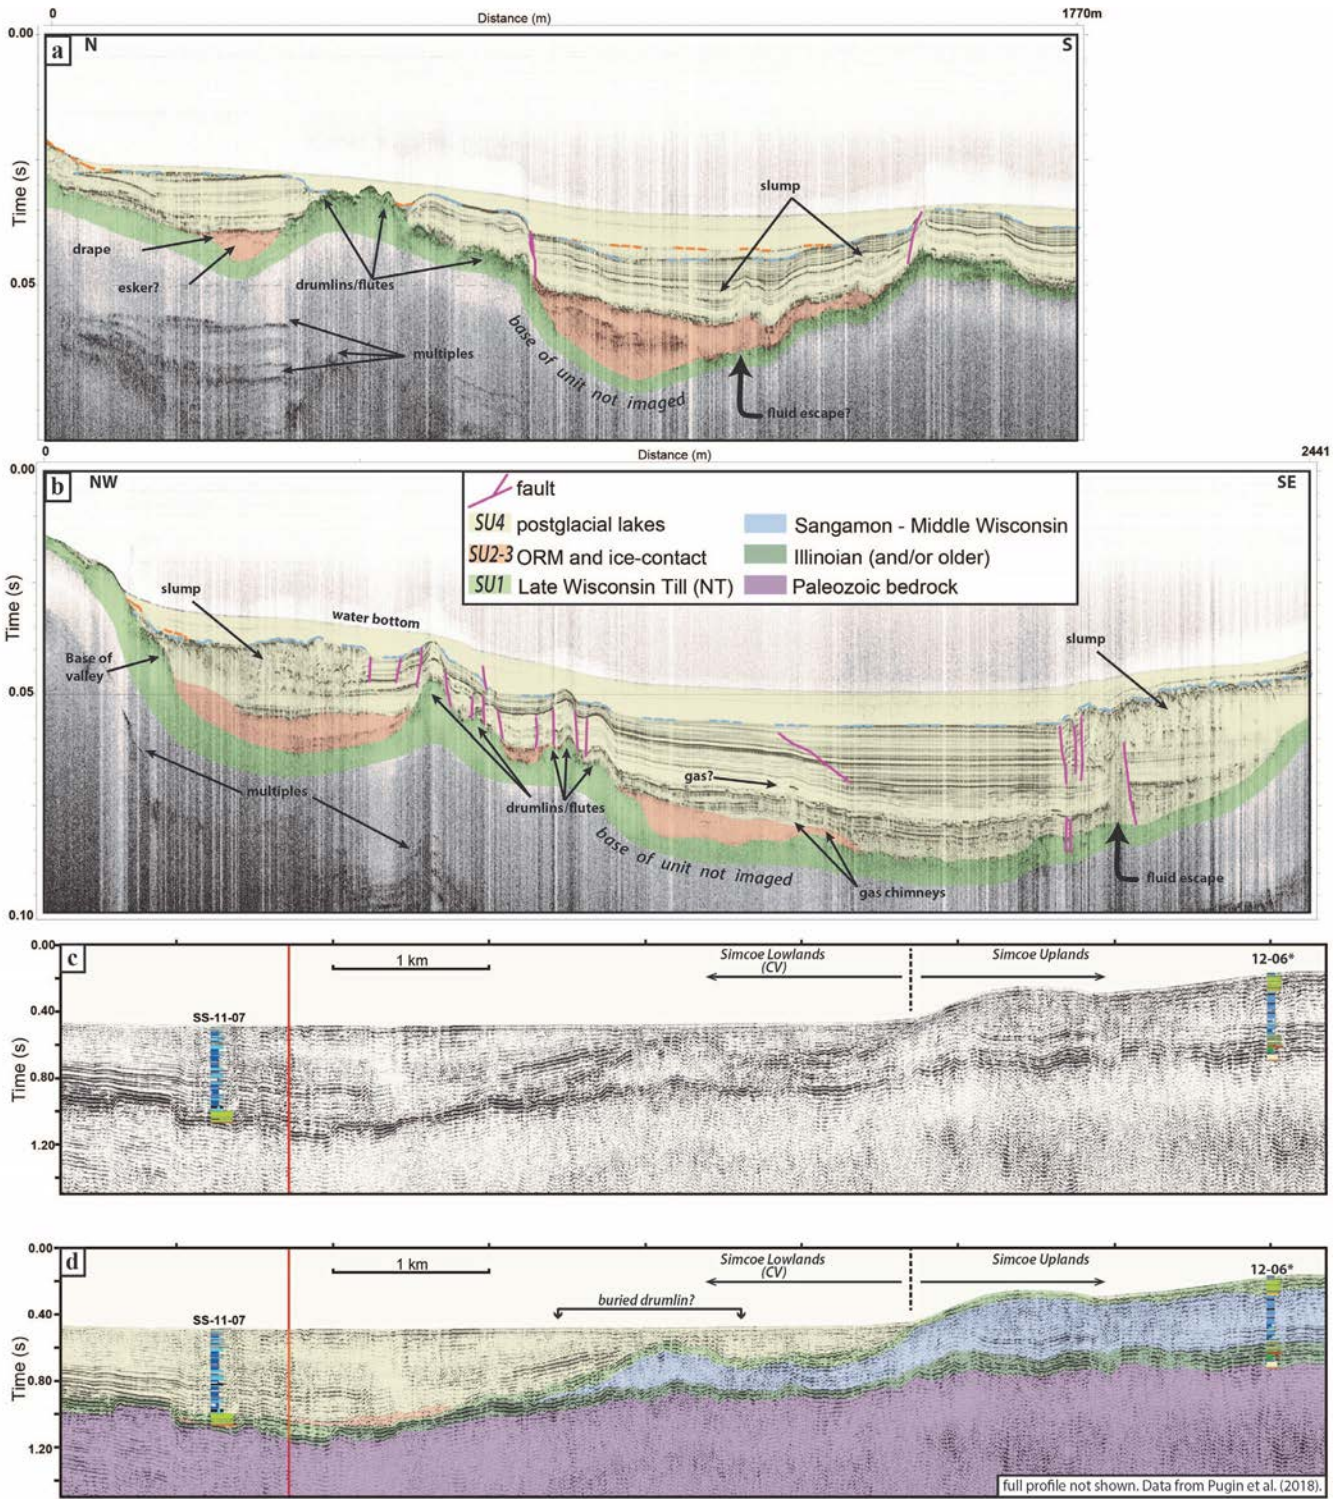 0
Distance (m)
1770m
0.00
a
N
S
Time (s)
slump
drape
esker?
drumlins/flutes
0.05
base of unit not imaged
multiples
fluid escape?
0
Distance (m)
2441
0.00
b
NW
SE
fault
SU4 postglacial lakes
Sangamon - Middle Wisconsin
SU2-3 ORM and ice-contact
Illinoian (and/or older)
SU1 Late Wisconsin Till (NT)
Paleozoic bedrock
Time (s)
slump
water bottom
slump
Base of
valley
0.05
gas?
multiples
drumlins/flutes
base of unit not imaged
gas chimneys
fluid escape
0.10
0.00
c
1 km
Simcoe Lowlands
(CV)
Simcoe Uplands
12-06*
SS-11-07
0.40
Time (s)
0.80
1.20
0.00
d
1 km
Simcoe Lowlands
(CV)
Simcoe Uplands
12-06*
buried drumlin?
SS-11-07
0.40
Time (s)
0.80
1.20
full profile not shown. Data from Pugin et al. (2018).